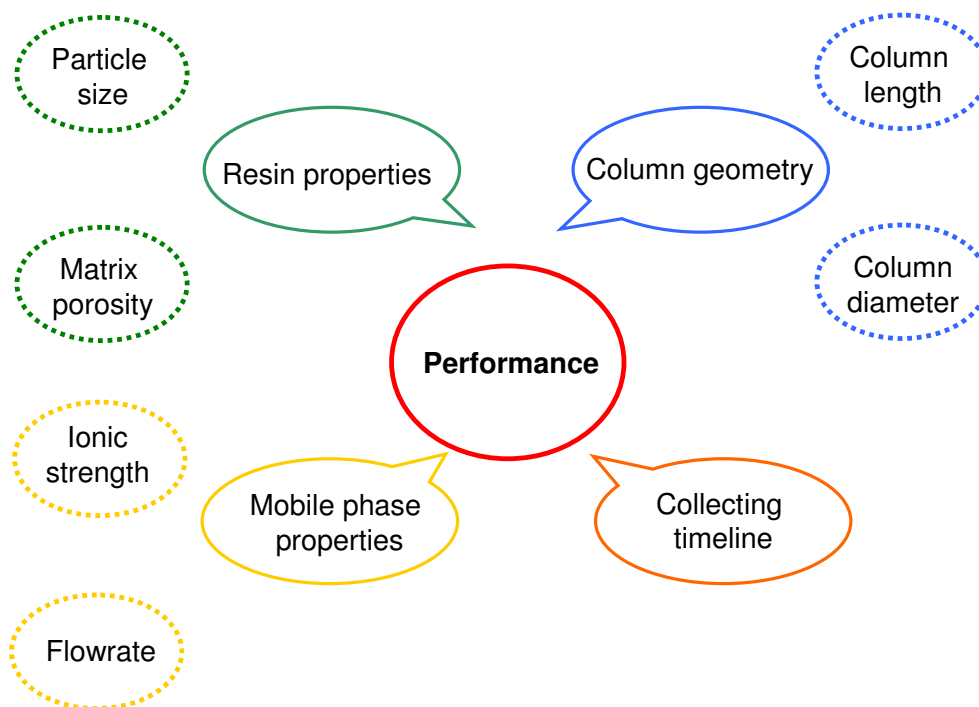 Particle
size
Column
length
Resin properties
Column geometry
Matrix
porosity
Column
diameter
Performance
Ionic
strength
Mobile phase
properties
Collecting
timeline
Flowrate